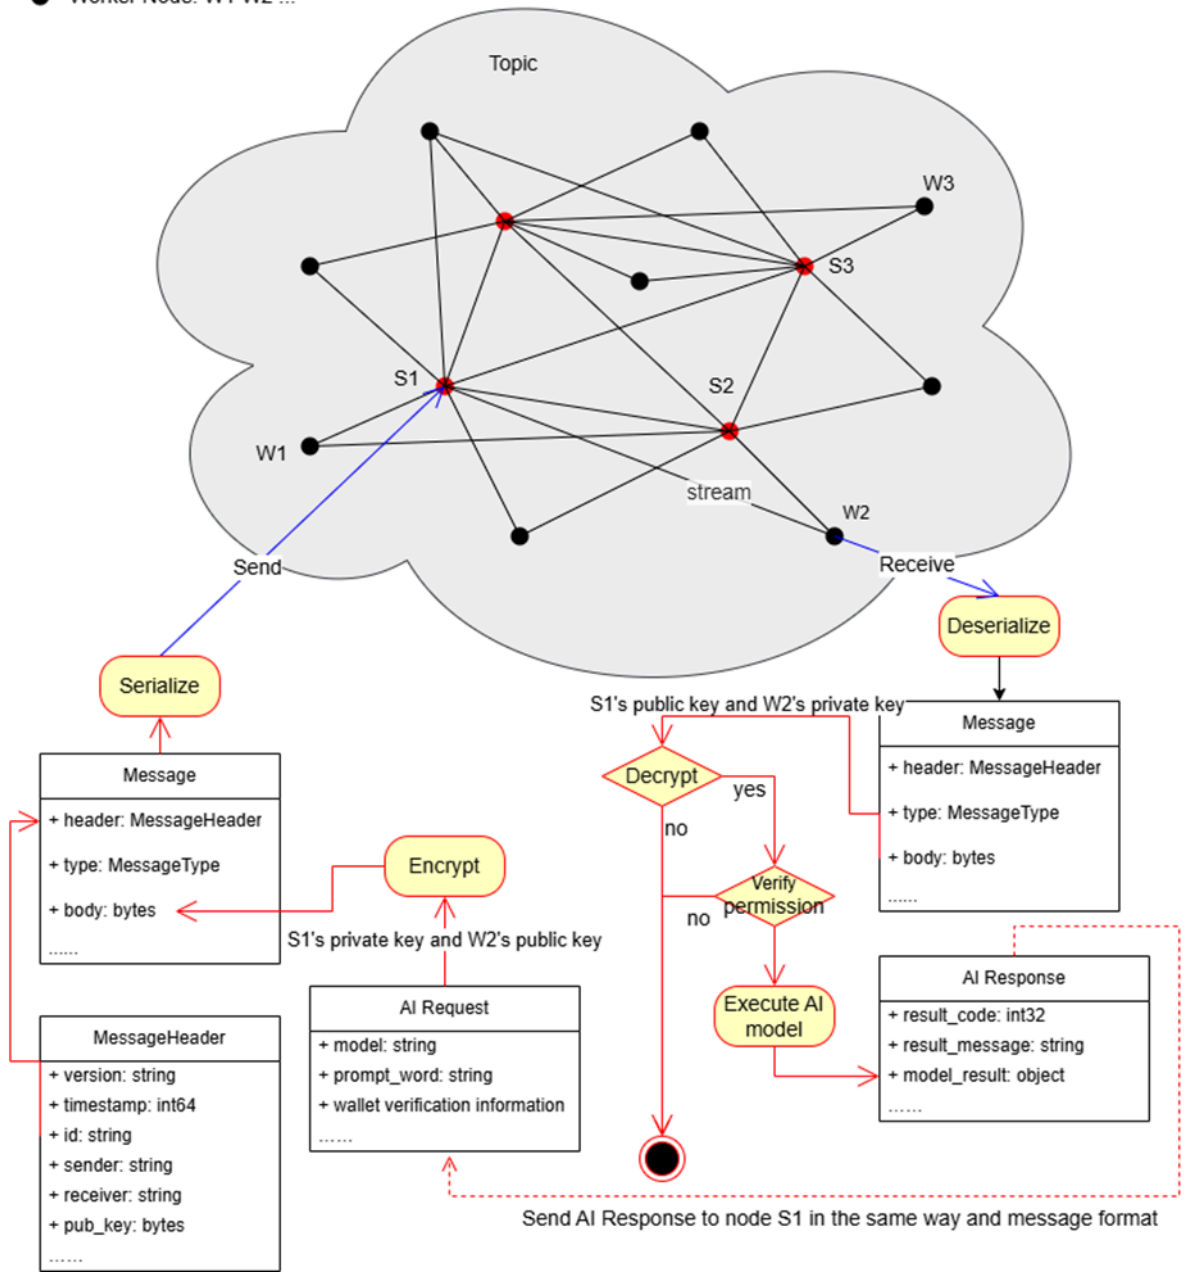 Worker Node: W1 W2 ...
Topic
W3
S3
S1
S2
W1
stream
W2
Send
Receive
Deserialize
Serialize
S1's public key and W2's private key
Message
+ header: MessageHeader
+ type: MessageType
+ body: bytes
......
Decrypt
yes
no
Verify
permission
no
Execute AI
model
Message
+ header: MessageHeader
+ type: MessageType
+ body: bytes
......
Encrypt
S1's private key and W2's public key
AI Request
+ model: string
+ prompt_word: string
+ wallet verification information
......
MessageHeader
+ version: string
+ timestamp: int64
+ id: string
+ sender: string
+ receiver: string
+ pub_key: bytes
......
AI Response
+ result_code: int32
+ result_message: string
+ model_result: object
......
Send AI Response to node S1 in the same way and message format